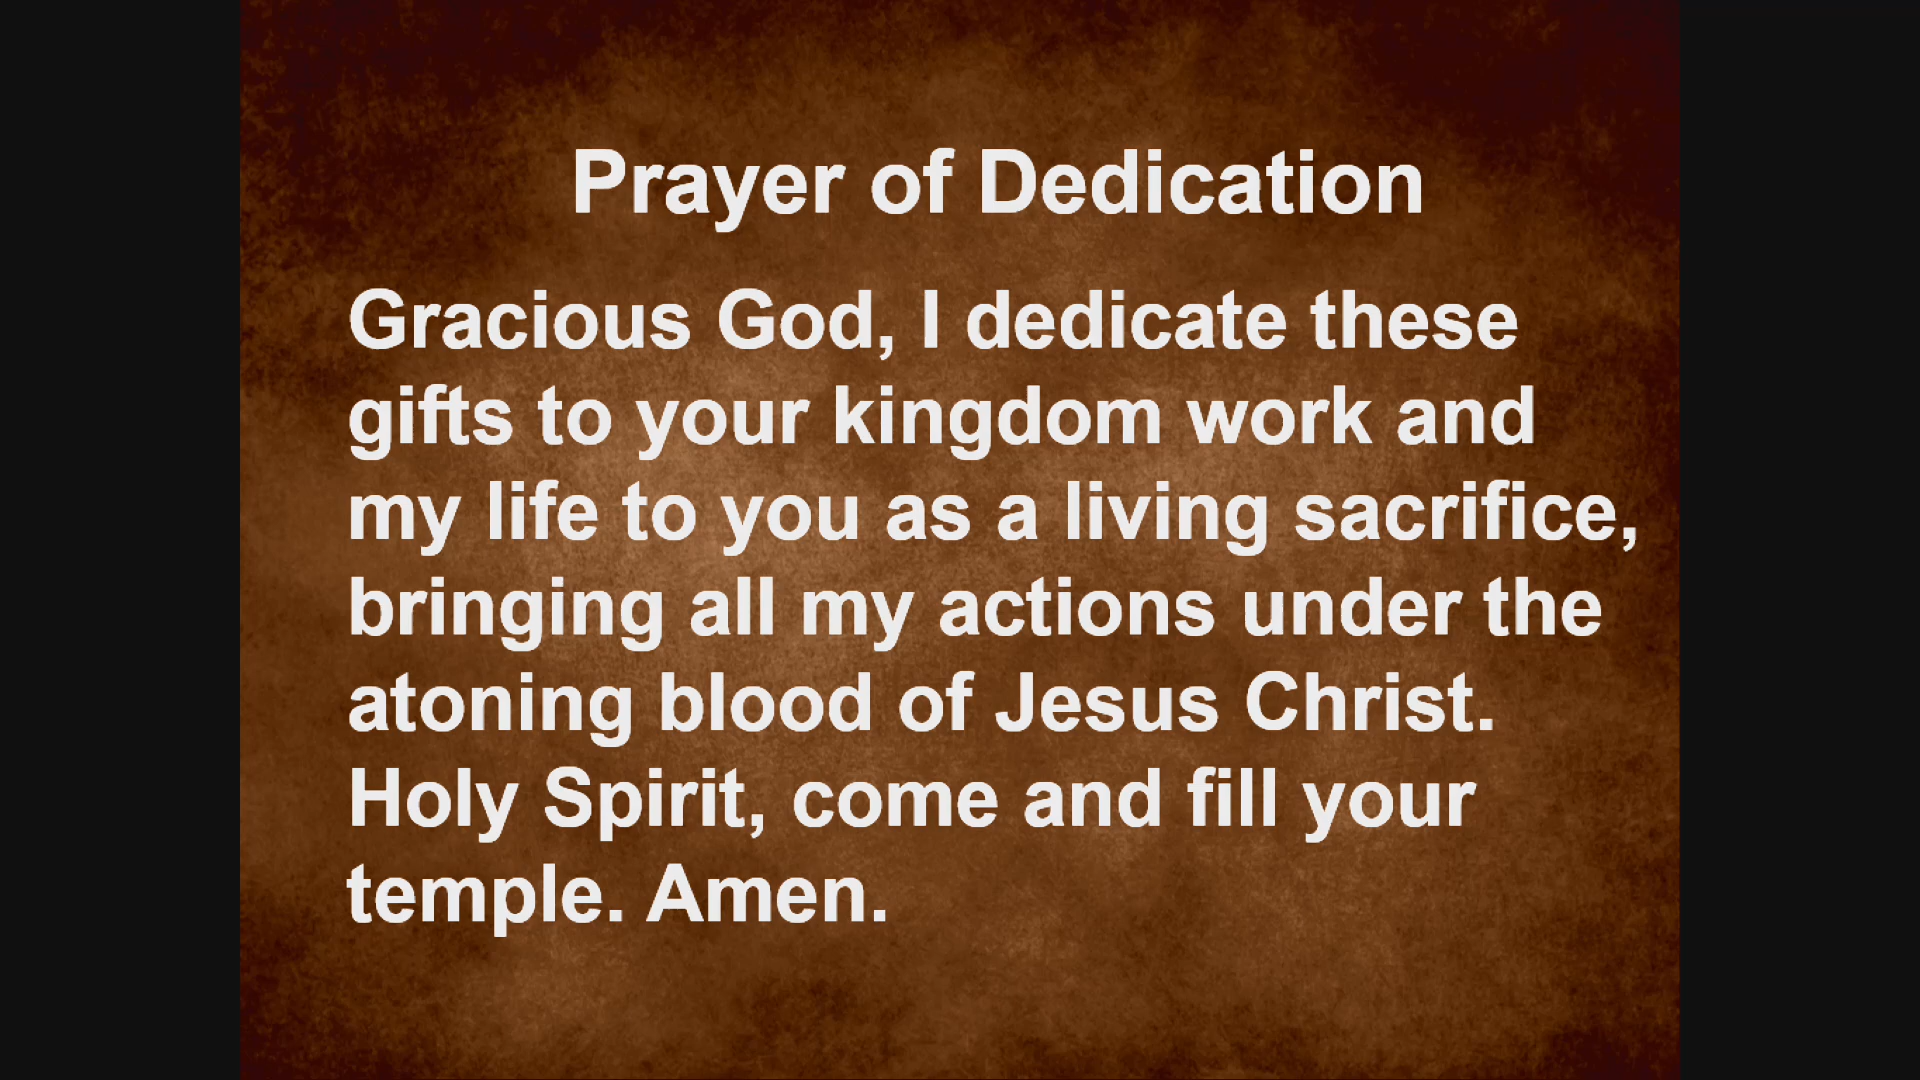 Prayer of Dedication
Gracious God, I dedicate these
gifts to your kingdom work and
my life to you as a living sacrifice,
bringing all my actions under the
atoning blood of Jesus Christ.
Holy Spirit, come and fill your
temple. Amen.